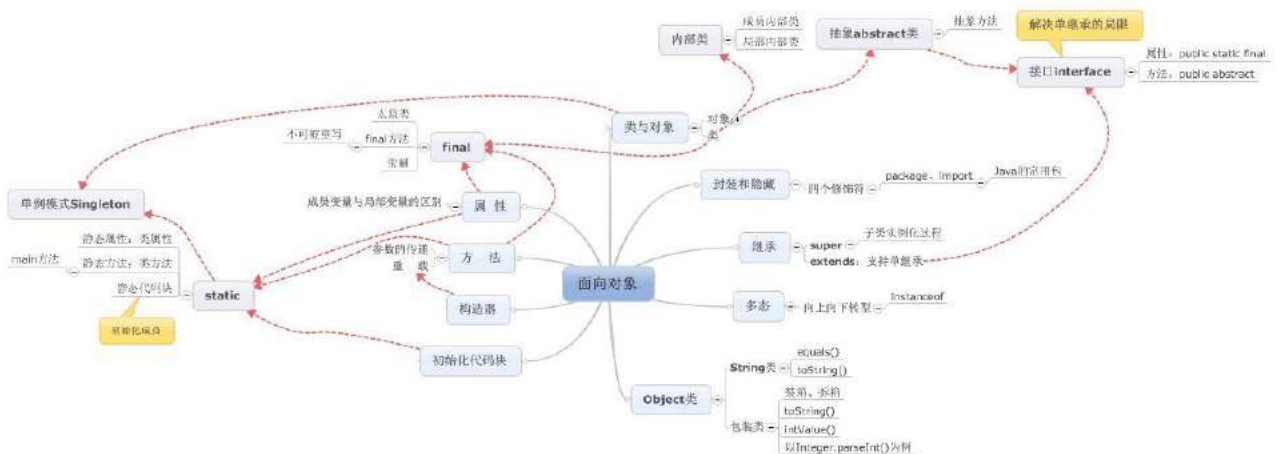 成员内部类
内部类
局部内部类
抽象abstract类
抽象方法
解决单继承的局限
接口interface
属性：public static final
方法：public abstract
类与对象
对象
类
太监类
不可被重写
final方法
常量
final
封装和隐藏
四个修饰符
package、import
Java的常用包
单例模式Singleton
成员变量与局部变量的区别
属 性
静态属性：类属性
main方法
静态方法：类方法
静态代码块
static
初始化成员
参数的传递
重 载
方 法
构造器
初始化代码块
面向对象
继承
super
子类实例化过程
extends：支持单继承
多态
向上向下转型
instanceof
Object类
String类
equals()
toString()
包装类
装箱、拆箱
toString()
intValue()
以Integer.parseInt()为例